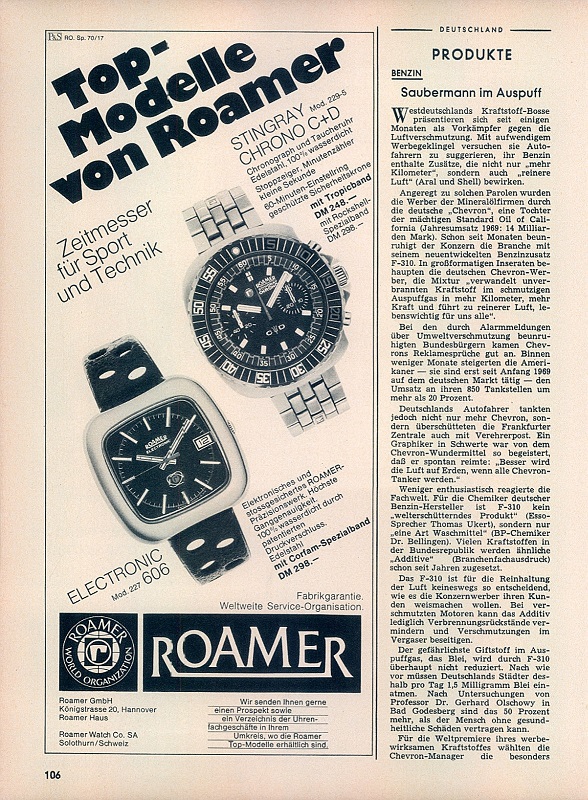 P&S RO. Sp. 70/17
Top-
Modelle
von Roamer
Zeitmesser
für Sport
und Technik
STINGRAY Mod. 229-S
CHRONO C+D
Chronograph und Taucheruhr
Edelstahl, 100% wasserdicht
Stoppzeiger, Minutenzähler
kleine Sekunde
60-Minuten-Einstellring
geschützte Sicherheitskrone
mit Tropicband
DM 248.—
mit Rockshell-
Spezialband
DM 298.—
Elektronisches und
stossgesichertes ROAMER-
Präzisionswerk. Höchste
Ganggenauigkeit.
100% wasserdicht durch
patentierten
Druckverschluss.
Edelstahl
mit Corfam-Spezialband
DM 298.—
ELECTRONIC
Mod. 227 606
Fabrikgarantie.
Weltweite Service-Organisation.
ROAMER
WORLD ORGANIZATION
ROAMER
Roamer GmbH
Königstrasse 20, Hannover
Roamer Haus
Roamer Watch Co. SA
Solothurn/Schweiz
Wir senden Ihnen gerne
einen Prospekt sowie
ein Verzeichnis der Uhren-
fachgeschäfte in Ihrem
Umkreis, wo die Roamer
Top-Modelle erhältlich sind.
106
DEUTSCHLAND
PRODUKTE
BENZIN
Saubermann im Auspuff
Westdeutschlands Kraftstoff-Bosse
präsentieren sich seit einigen
Monaten als Vorkämpfer gegen die
Luftverschmutzung. Mit aufwendigem
Werbegeklingel versuchen sie Auto-
fahrern zu suggerieren, ihr Benzin
enthalte Zusätze, die nicht nur „mehr
Kilometer“, sondern auch „reinere
Luft“ (Aral und Shell) bewirken.
Angeregt zu solchen Parolen wurden
die Werber der Mineralölfirmen durch
die deutsche „Chevron“, eine Tochter
der mächtigen Standard Oil of Cali-
fornia (Jahresumsatz 1969: 14 Milliar-
den Mark). Schon seit Monaten beun-
ruhigt der Konzern die Branche mit
seinem neuentwickelten Benzinzusatz
F-310. In großformatigen Inseraten be-
haupten die deutschen Chevron-Wer-
ber, die Mixtur „verwandelt unver-
brannten Kraftstoff im schmutzigen
Auspuffgas in mehr Kilometer, mehr
Kraft und führt zu reinerer Luft, le-
benswichtig für uns alle“.
Bei den durch Alarmmeldungen
über Umweltverschmutzung beunru-
higten Bundesbürgern kamen Chev-
rons Reklamesprüche gut an. Binnen
weniger Monate steigerten die Ameri-
kaner — sie sind erst seit Anfang 1969
auf dem deutschen Markt tätig — den
Umsatz an ihren 850 Tankstellen um
mehr als 20 Prozent.
Deutschlands Autofahrer tankten
jedoch nicht nur mehr Chevron, son-
dern überschütteten die Frankfurter
Zentrale auch mit Verehrerpost. Ein
Graphiker in Schwerte war von dem
Chevron-Wundermittel so begeistert,
daß er spontan reimte: „Besser wird
die Luft auf Erden, wenn alle Chevron-
Tanker werden.“
Weniger enthusiastisch reagierte die
Fachwelt. Für die Chemiker deutscher
Benzin-Hersteller ist F-310 kein
„welterschütterndes Produkt“ (Esso-
Sprecher Thomas Ukert), sondern nur
„eine Art Waschmittel“ (BP-Chemiker
Dr. Bellingen). Vielen Kraftstoffen in
der Bundesrepublik werden ähnliche
„Additive“ (Branchenfachausdruck)
schon seit Jahren zugesetzt.
Das F-310 ist für die Reinhaltung
der Luft keineswegs so entscheidend,
wie es die Konzernwerber ihren Kun-
den weismachen wollen. Bei ver-
schmutzten Motoren kann das Additiv
lediglich Verbrennungsrückstände ver-
mindern und Verschmutzungen im
Vergaser beseitigen.
Der gefährlichste Giftstoff im Aus-
puffgas, das Blei, wird durch F-310
überhaupt nicht reduziert. Nach wie
vor müssen Deutschlands Städter des-
halb pro Tag 1,5 Milligramm Blei ein-
atmen. Nach Untersuchungen von
Professor Dr. Gerhard Olschowy in
Bad Godesberg sind das 50 Prozent
mehr, als der Mensch ohne gesund-
heitliche Schäden vertragen kann.
Für die Weltpremiere ihres werbe-
wirksamen Kraftstoffes wählten die
Chevron-Manager die besonders